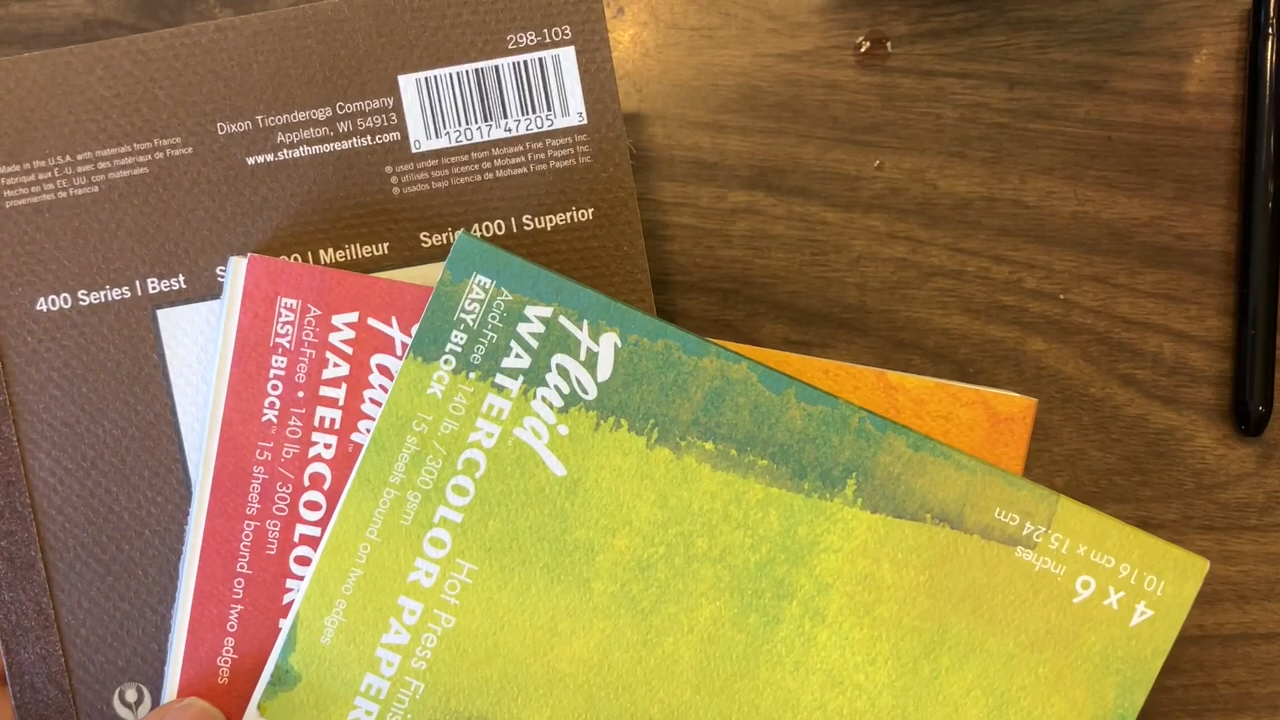 298-103
Dixon Ticonderoga Company
Appleton, WI 54913
www.strathmoreartist.com
0 12017 47205 3
® used under license from Mohawk Fine Papers Inc.
® utilisés sous licence de Mohawk Fine Papers Inc.
® usados bajo licencia de Mohawk Fine Papers Inc.
Made in the U.S.A. with materials from France
Fabriqué aux É.-U. avec des matériaux de France
Hecho en los EE. UU. con materiales
provenientes de Francia
400 Series | Best
| Meilleur
Serie 400 | Superior
Fluid
WATERCOLOR
Acid-Free • 140 lb. / 300 gsm
EASY-BLOCK™ 15 sheets bound on two edges
Fluid™
WATERCOLOR PAPER
Hot Press Finis
Acid-Free • 140 lb. / 300 gsm
EASY-BLOCK 15 sheets bound on two edges
4 x 6 inches
10.16 cm x 15.24 cm